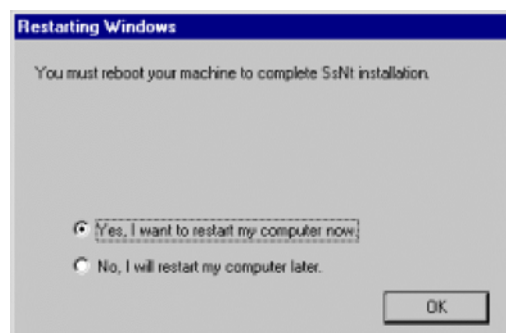 Restarting Windows
You must reboot your machine to complete SsNt installation.
Yes, I want to restart my computer now.
No, I will restart my computer later.
OK